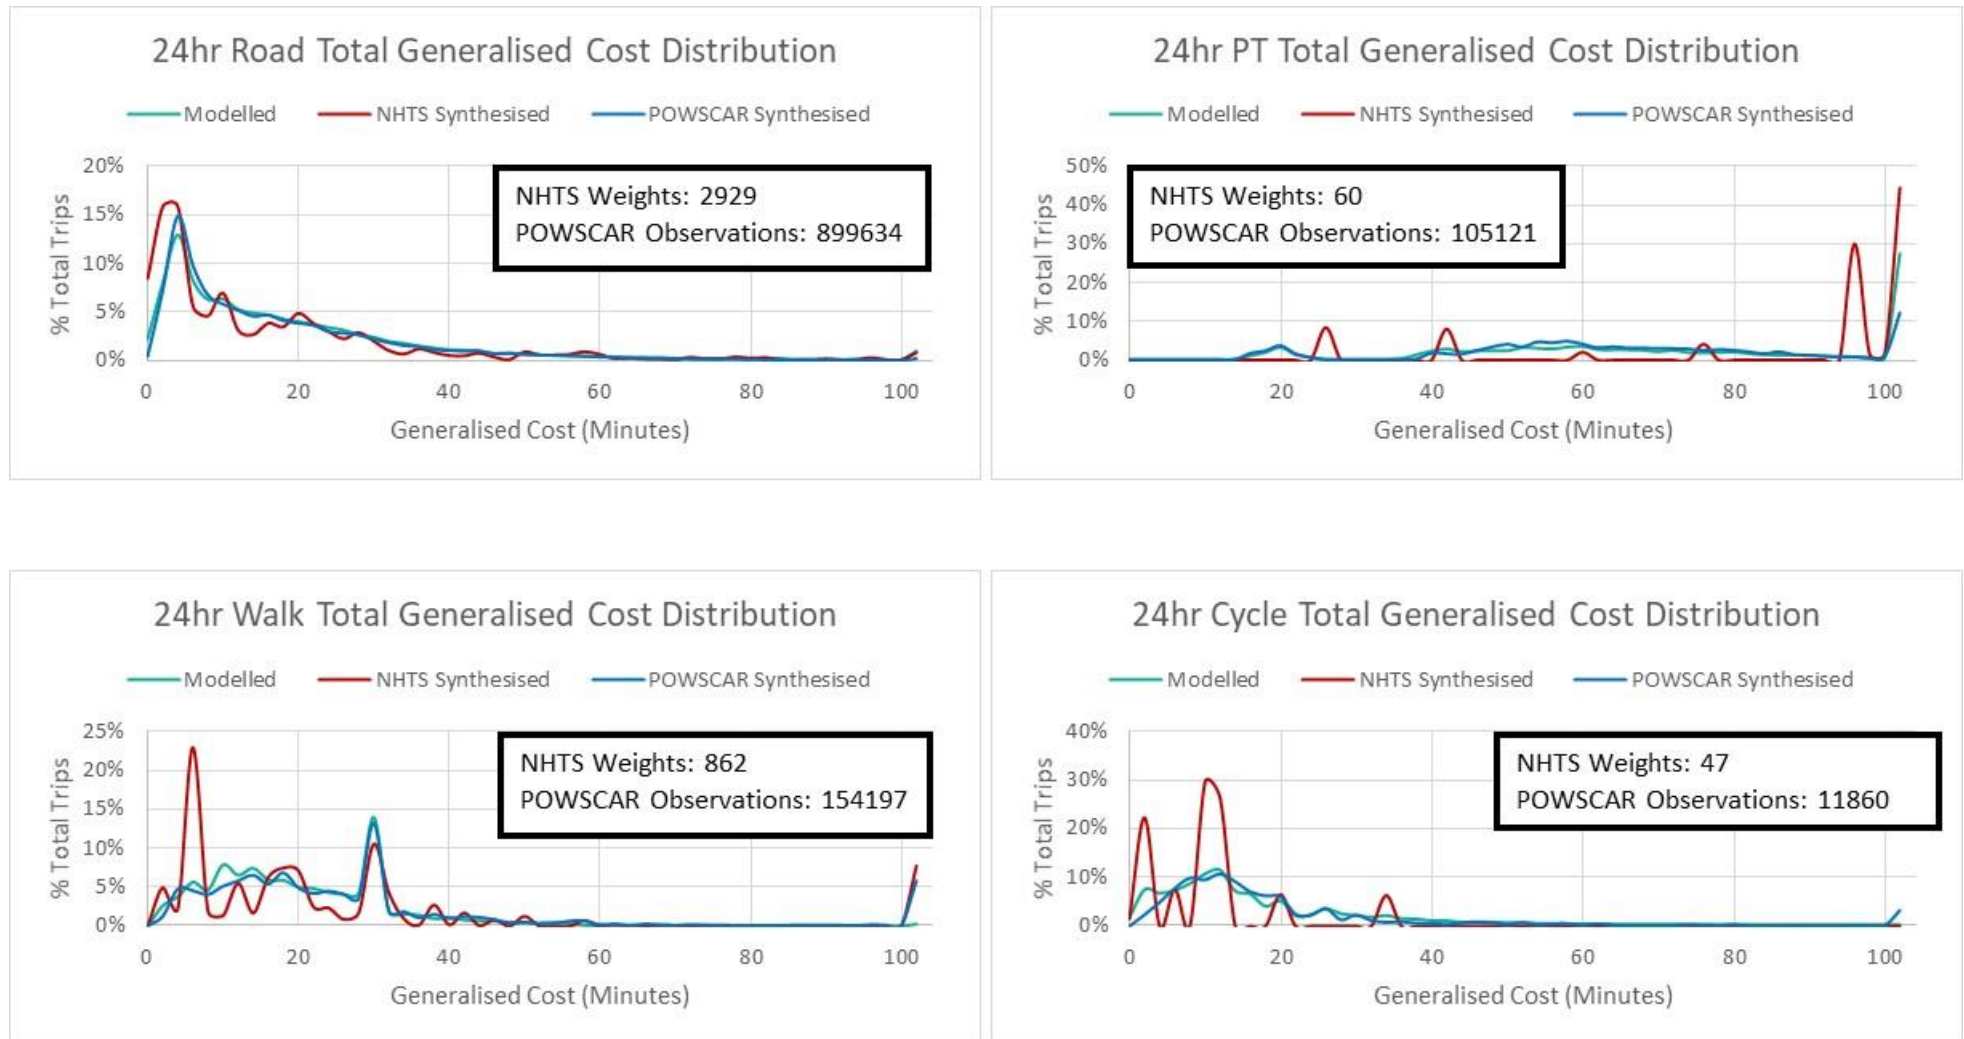 24hr Road Total Generalised Cost Distribution
Modelled NHTS Synthesised POWSCAR Synthesised
20%
15%
10%
5%
0%
% Total Trips
NHTS Weights: 2929
POWSCAR Observations: 899634
0 20 40 60 80 100
Generalised Cost (Minutes)
24hr PT Total Generalised Cost Distribution
Modelled NHTS Synthesised POWSCAR Synthesised
50%
40%
30%
20%
10%
0%
% Total Trips
NHTS Weights: 60
POWSCAR Observations: 105121
0 20 40 60 80 100
Generalised Cost (Minutes)
24hr Walk Total Generalised Cost Distribution
Modelled NHTS Synthesised POWSCAR Synthesised
25%
20%
15%
10%
5%
0%
% Total Trips
NHTS Weights: 862
POWSCAR Observations: 154197
0 20 40 60 80 100
Generalised Cost (Minutes)
24hr Cycle Total Generalised Cost Distribution
Modelled NHTS Synthesised POWSCAR Synthesised
40%
30%
20%
10%
0%
% Total Trips
NHTS Weights: 47
POWSCAR Observations: 11860
0 20 40 60 80 100
Generalised Cost (Minutes)